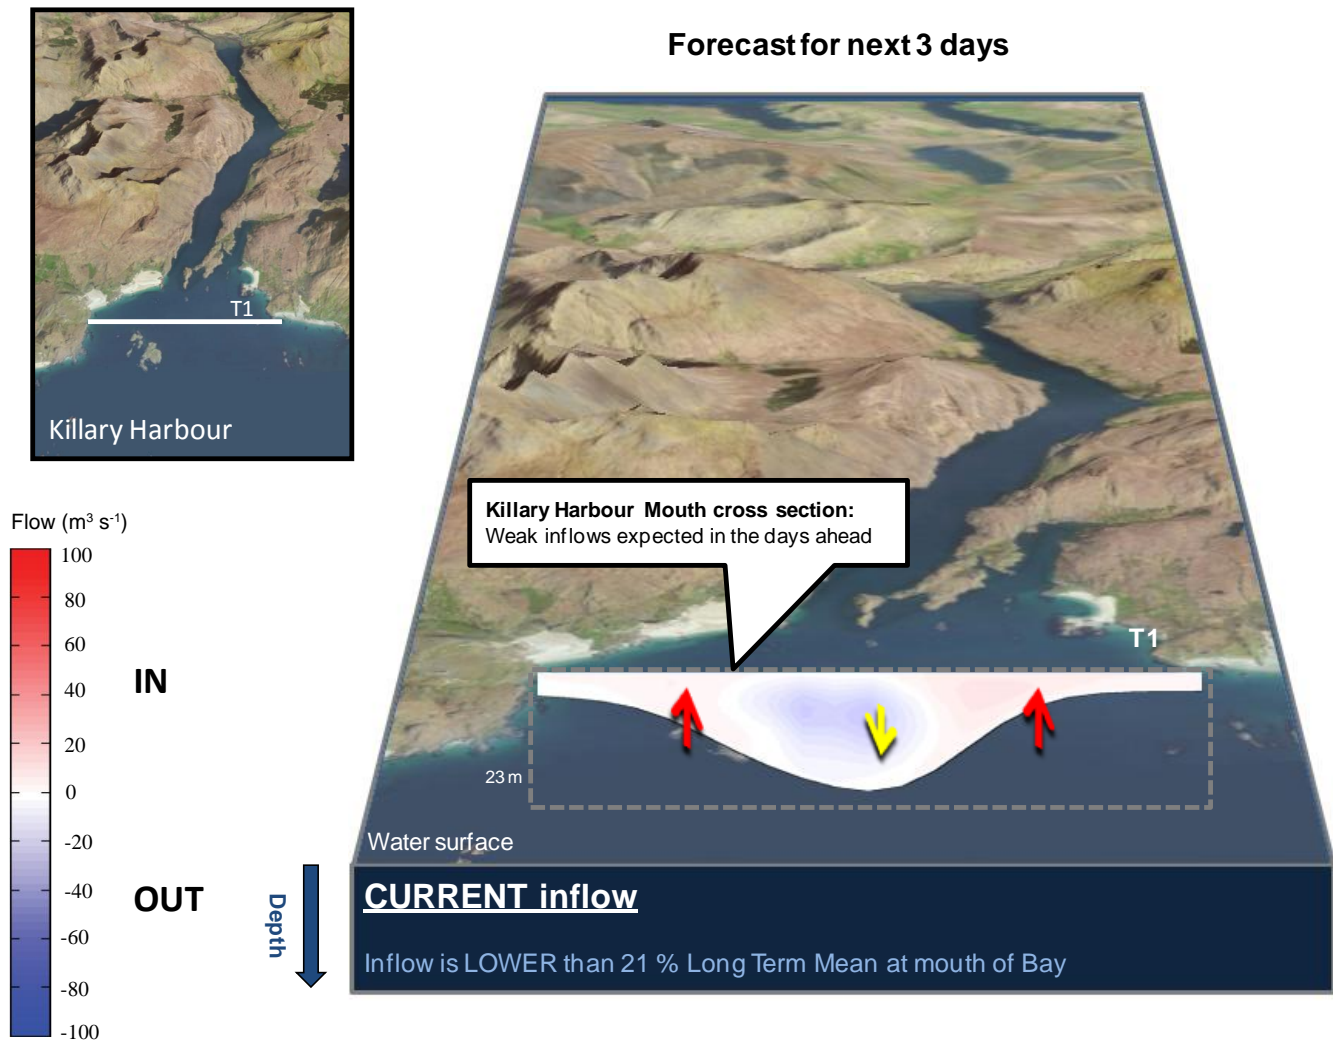 Forecast for next 3 days
T1
Killary Harbour
Killary Harbour Mouth cross section:
Weak inflows expected in the days ahead
Flow (m³ s⁻¹)
100
80
60
40
20
0
-20
-40
-60
-80
-100
IN
OUT
T1
23 m
Water surface
Depth
CURRENT inflow
Inflow is LOWER than 21 % Long Term Mean at mouth of Bay